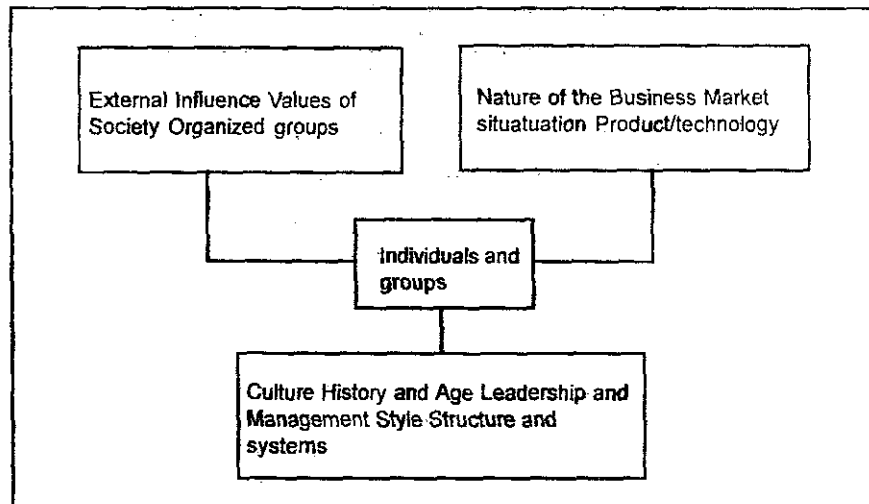 External Influence Values of
Society Organized groups
Nature of the Business Market
situatuation Product/technology
Individuals and
groups
Culture History and Age Leadership and
Management Style Structure and
systems